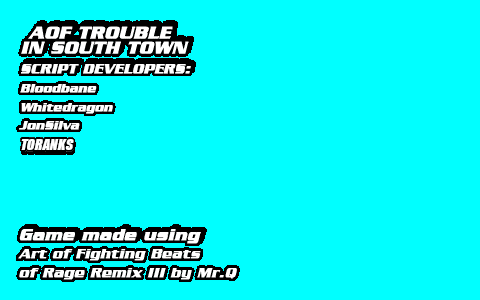 AOF TROUBLE
IN SOUTH TOWN
SCRIPT DEVELOPERS:
Bloodbane
Whitedragon
JonSilva
TORANKS
Game made using
Art of Fighting Beats
of Rage Remix III by Mr.Q